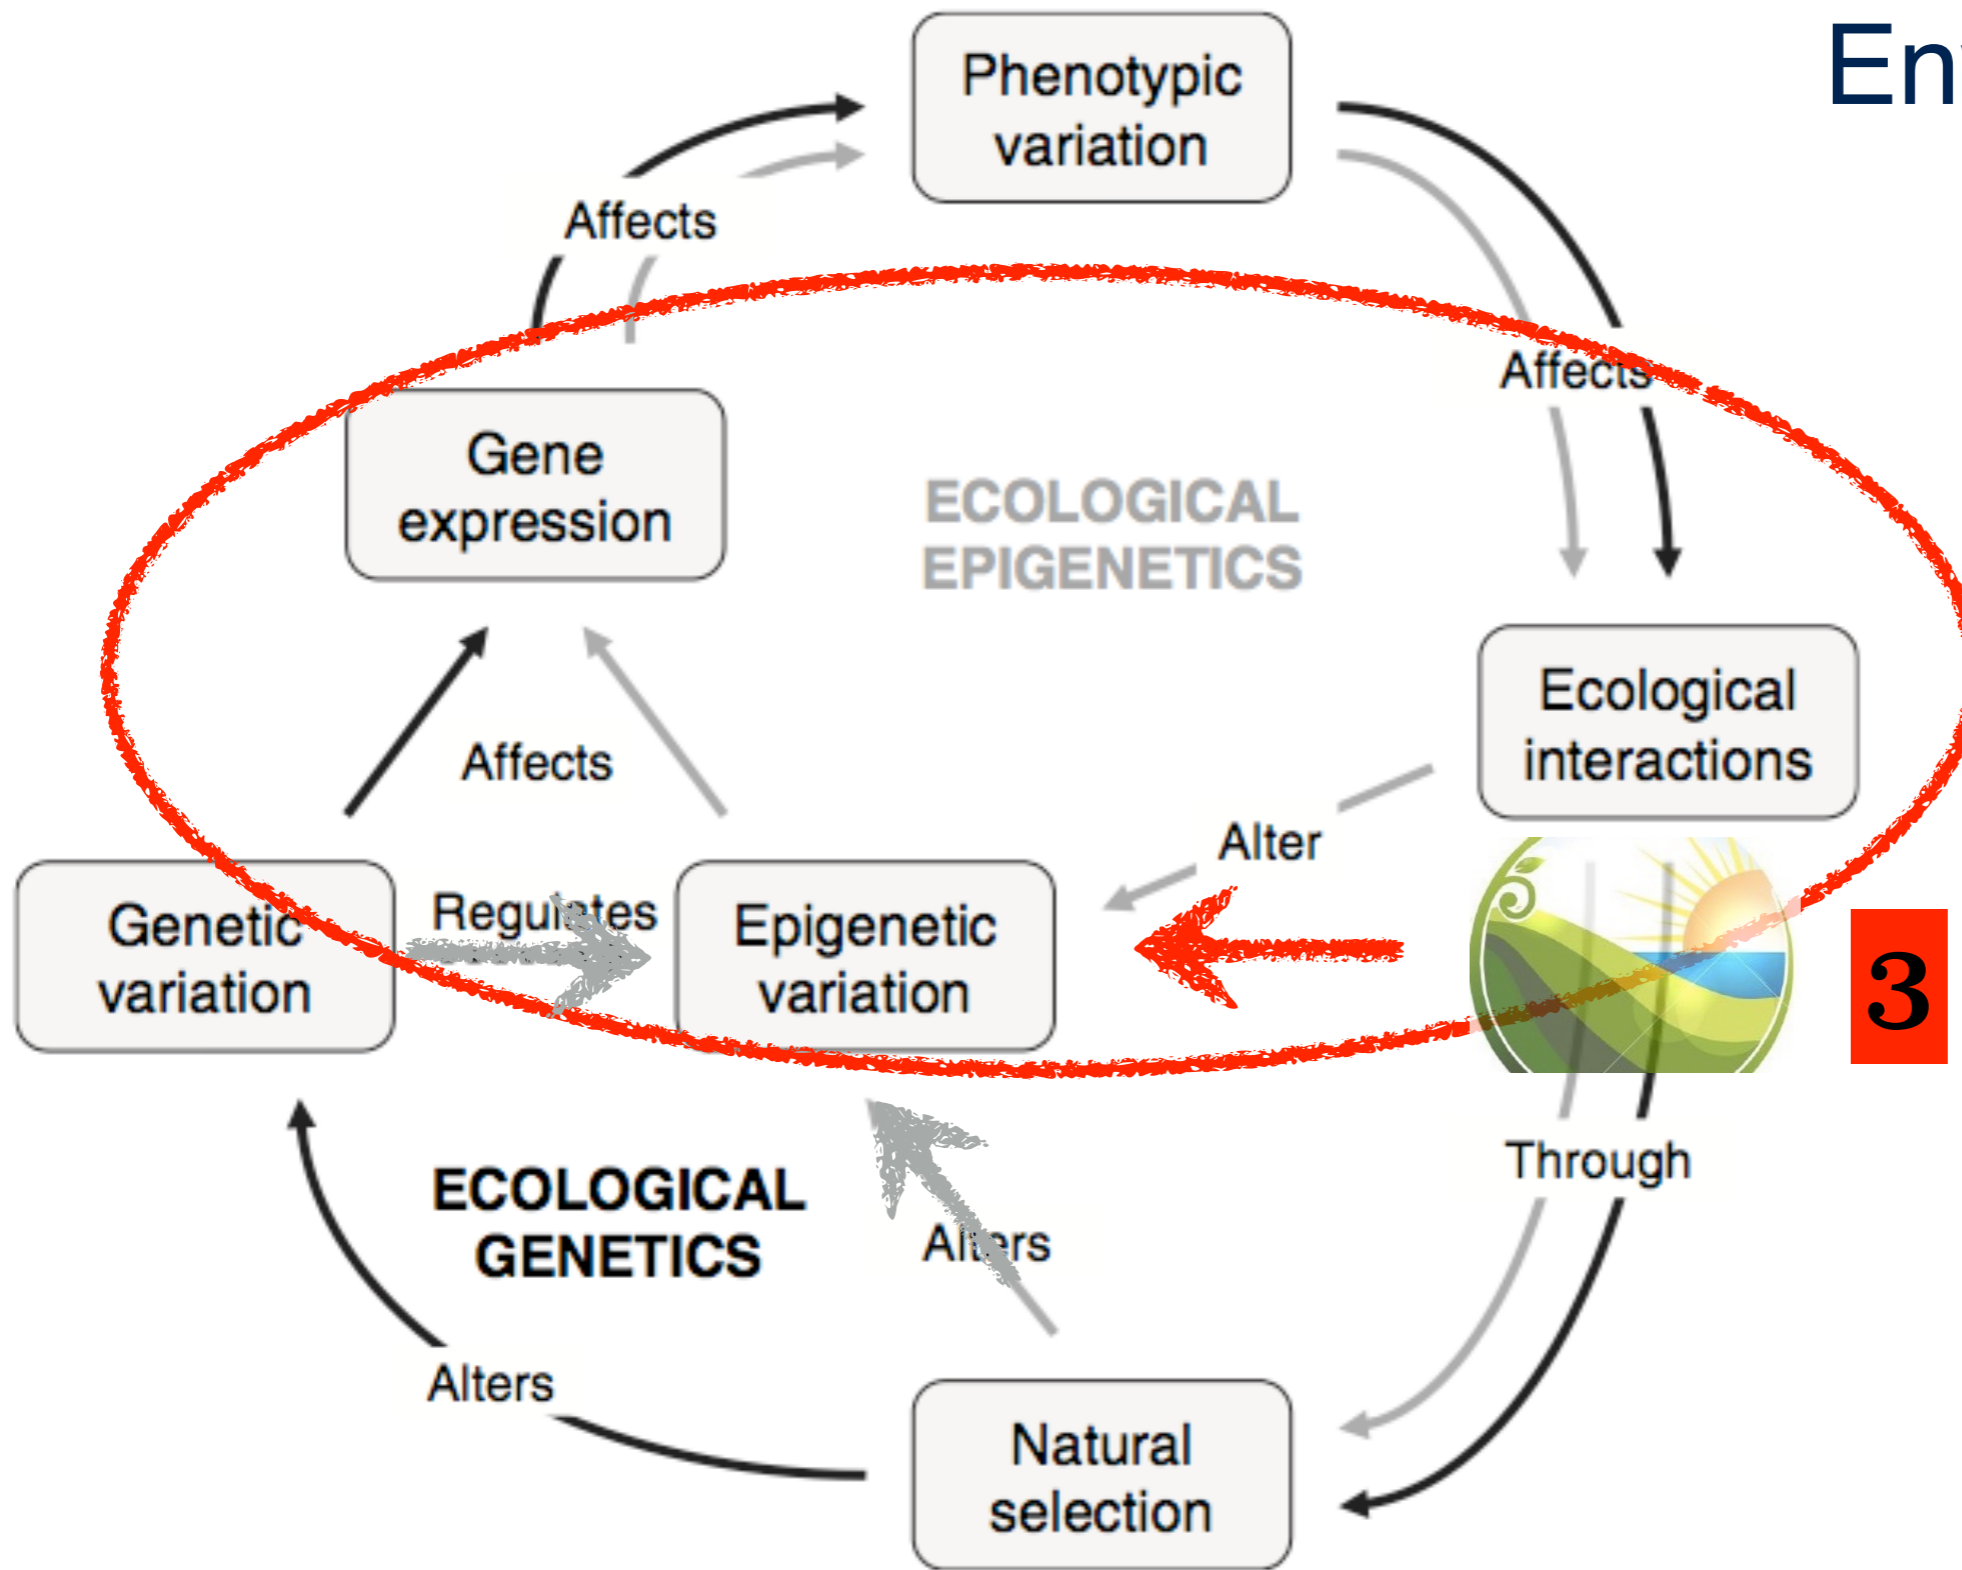 Env
Phenotypic
variation
Affects
Affects
Gene
expression
ECOLOGICAL
EPIGENETICS
Ecological
interactions
Affects
Alter
Genetic
variation
Regulates
Epigenetic
variation
3
Through
ECOLOGICAL
GENETICS
Alters
Alters
Natural
selection